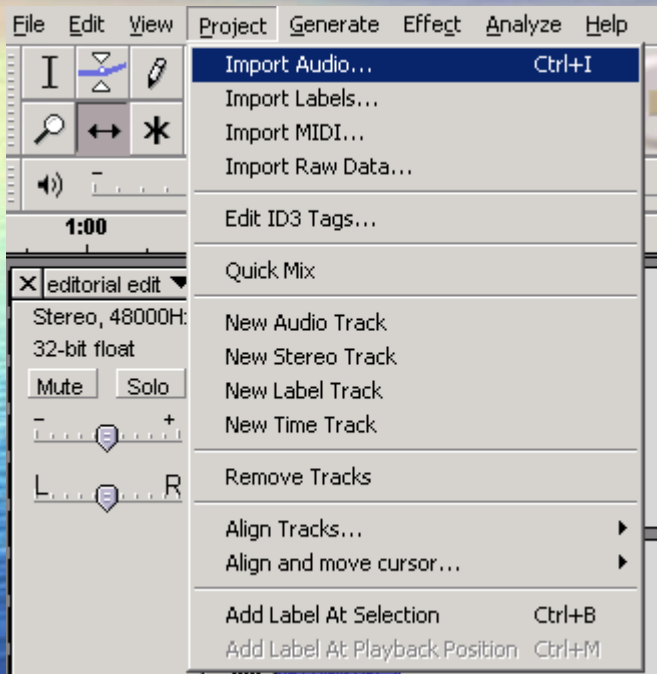 File Edit View Project Generate Effect Analyze Help
Import Audio... Ctrl+I
Import Labels...
Import MIDI...
Import Raw Data...
1:00
Edit ID3 Tags...
Quick Mix
editorial edit
Stereo, 48000H
32-bit float
Mute Solo
- +
L R
New Audio Track
New Stereo Track
New Label Track
New Time Track
Remove Tracks
Align Tracks...
Align and move cursor...
Add Label At Selection Ctrl+B
Add Label At Playback Position Ctrl+M